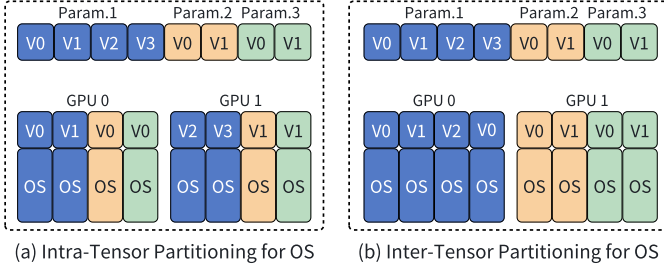 Param.1 Param.2 Param.3 Param.1 Param.2 Param.3
V0 V1 V2 V3 V0 V1 V0 V1 V0 V1 V2 V3 V0 V1 V0 V1
GPU 0 GPU 1 GPU 0 GPU 1
V0 V1 V0 V0 V2 V3 V1 V1 V0 V1 V2 V0 V0 V1 V0 V1
OS OS OS OS OS OS OS OS OS OS OS OS OS OS OS OS
(a) Intra-Tensor Partitioning for OS (b) Inter-Tensor Partitioning for OS